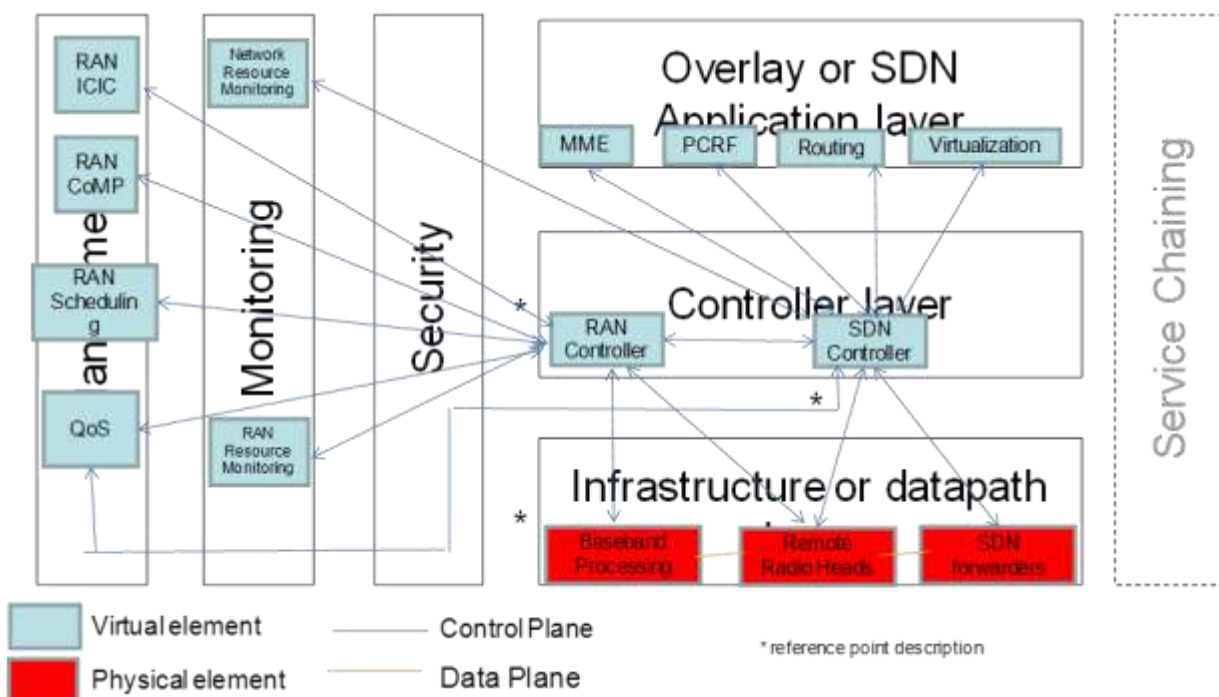 RAN
ICIC
RAN
CoMP
RAN
Schedulin
g
QoS
Network
Resource
Monitoring
Monitoring
RAN
Resource
Monitoring
Security
Overlay or SDN
Application layer
MME
PCRF
Routing
Virtualization
*
Controller layer
RAN
Controller
SDN
Controller
*
Infrastructure or datapath
*
Baseband
Processing
Remote
Radio Heads
SDN
forwarders
Service Chaining
Virtual element
Physical element
Control Plane
Data Plane
* reference point description